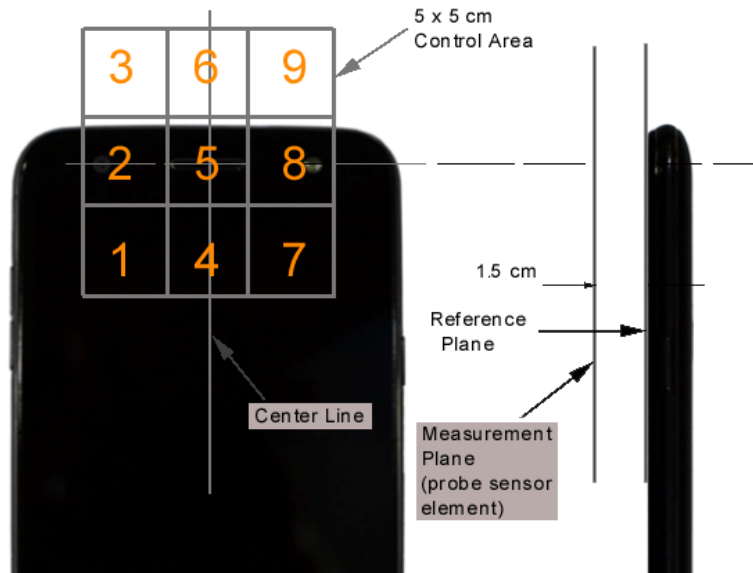 5 x 5 cm
Control Area
3 6 9
2 5 8
1 4 7
1.5 cm
Reference
Plane
Center Line
Measurement
Plane
(probe sensor
element)